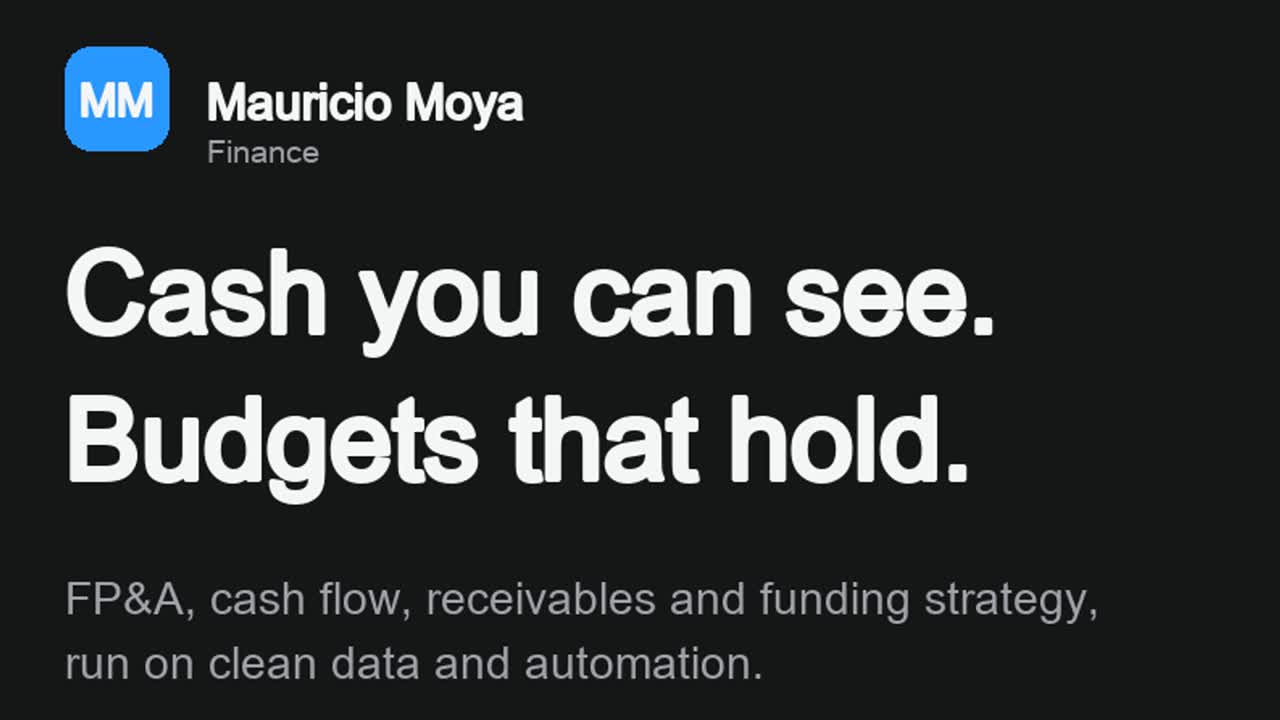 MM
Mauricio Moya
Finance
Cash you can see.
Budgets that hold.
FP&A, cash flow, receivables and funding strategy,
run on clean data and automation.